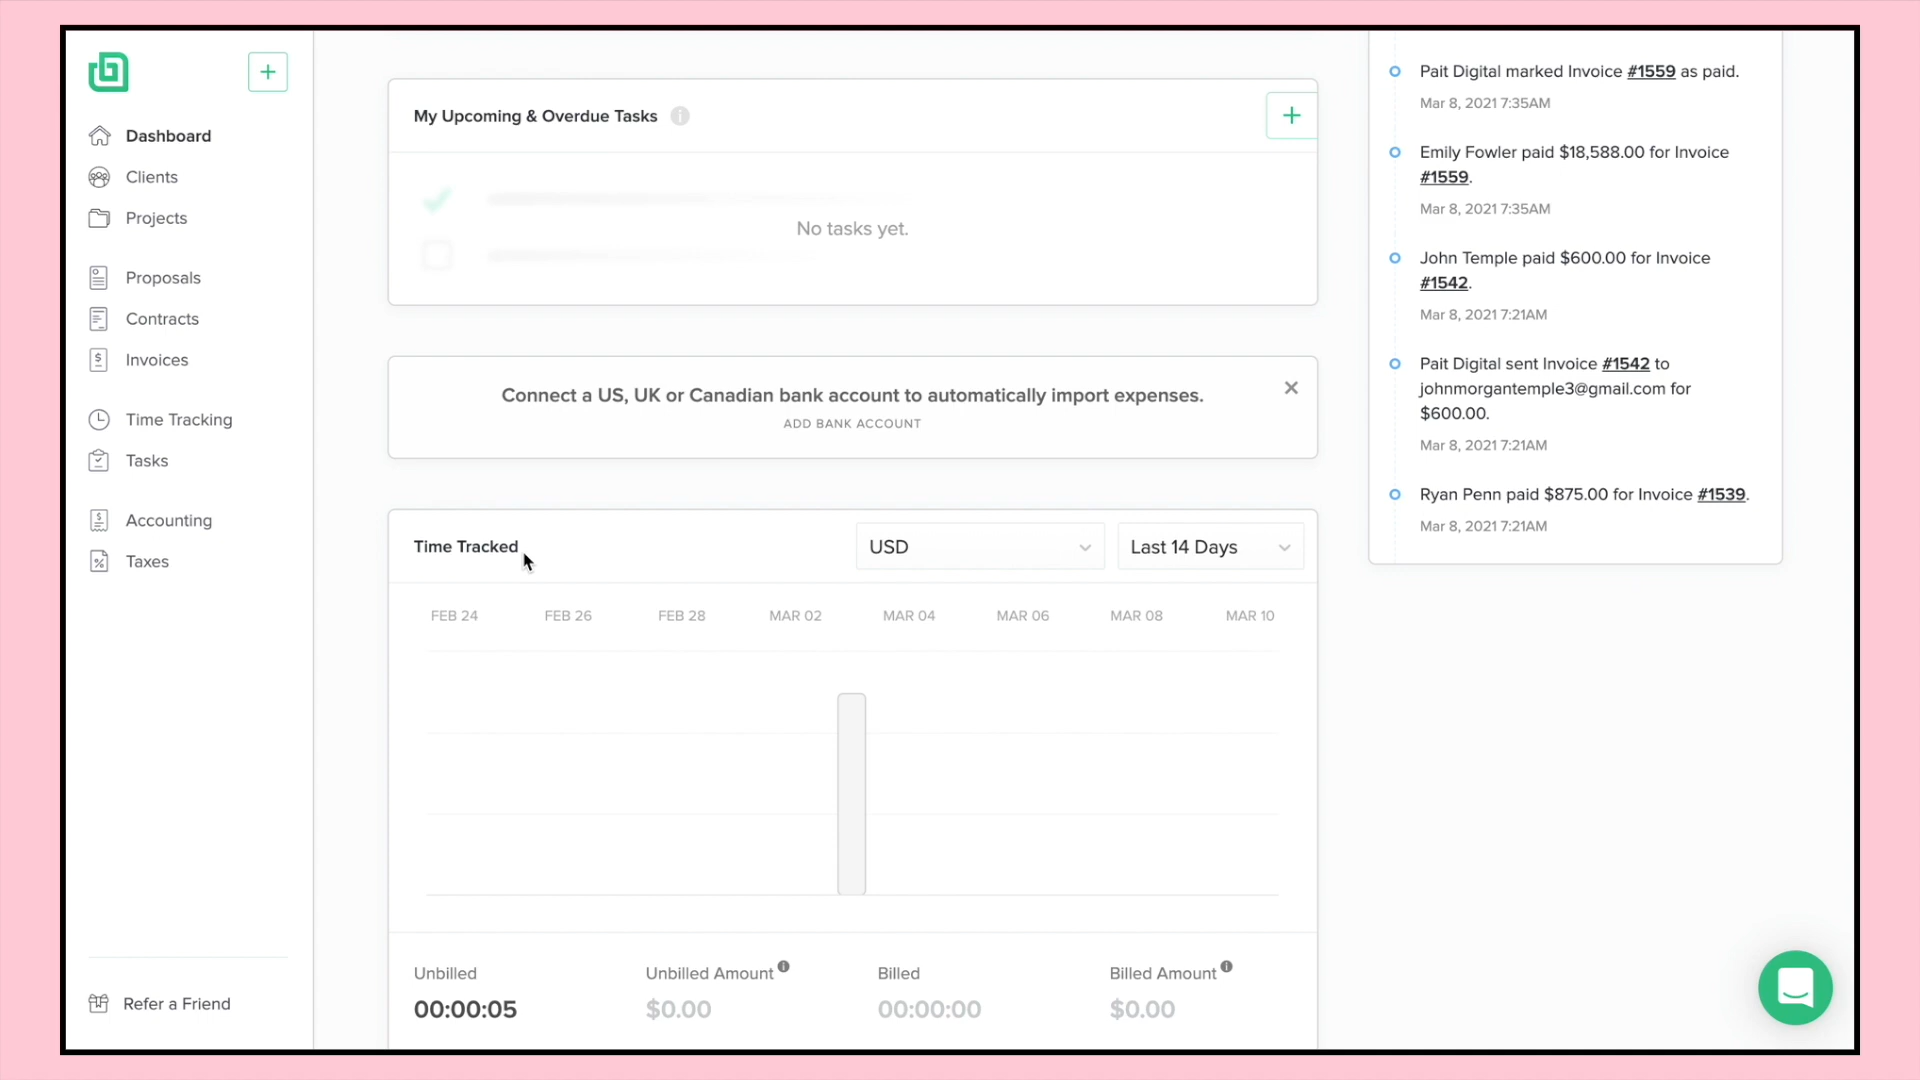 Dashboard
Clients
Projects
Proposals
Contracts
Invoices
Time Tracking
Tasks
Accounting
Taxes
Refer a Friend
My Upcoming & Overdue Tasks
No tasks yet.
Connect a US, UK or Canadian bank account to automatically import expenses.
ADD BANK ACCOUNT
Time Tracked
USD
Last 14 Days
FEB 24 FEB 26 FEB 28 MAR 02 MAR 04 MAR 06 MAR 08 MAR 10
Unbilled Unbilled Amount Billed Billed Amount
00:00:05 $0.00 00:00:00 $0.00
Pait Digital marked Invoice #1559 as paid.
Mar 8, 2021 7:35AM
Emily Fowler paid $18,588.00 for Invoice
#1559.
Mar 8, 2021 7:35AM
John Temple paid $600.00 for Invoice
#1542.
Mar 8, 2021 7:21AM
Pait Digital sent Invoice #1542 to
johnmorgantemple3@gmail.com for
$600.00.
Mar 8, 2021 7:21AM
Ryan Penn paid $875.00 for Invoice #1539.
Mar 8, 2021 7:21AM